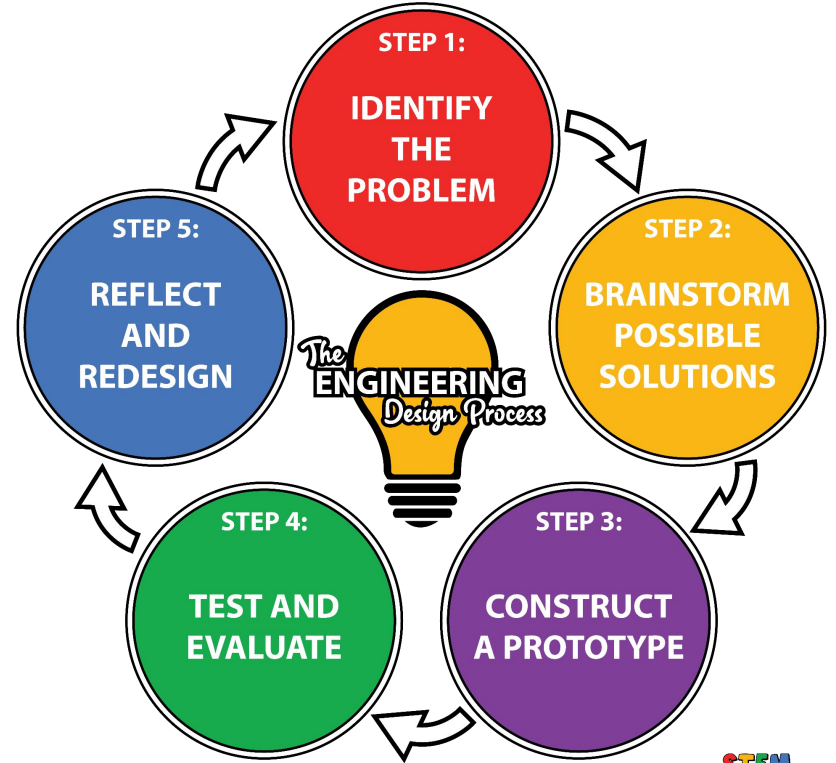 STEP 1:
IDENTIFY
THE
PROBLEM
STEP 2:
BRAINSTORM
POSSIBLE
SOLUTIONS
STEP 3:
CONSTRUCT
A PROTOTYPE
STEP 4:
TEST AND
EVALUATE
STEP 5:
REFLECT
AND
REDESIGN
The
ENGINEERING
Design Process
STEM